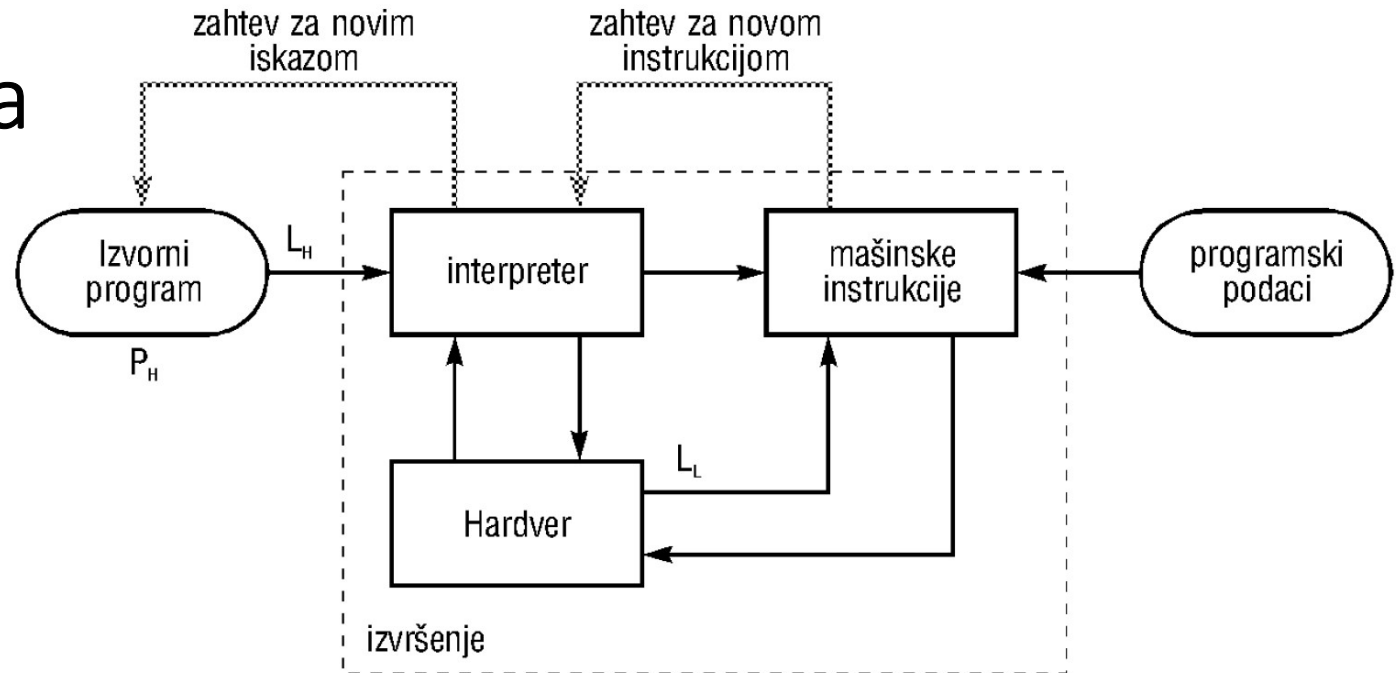 zahtev za novim
iskazom
zahtev za novom
instrukcijom
a
Izvorni
program
L_H
interpreter
mašinske
instrukcije
programski
podaci
P_H
L_L
Hardver
izvršenje